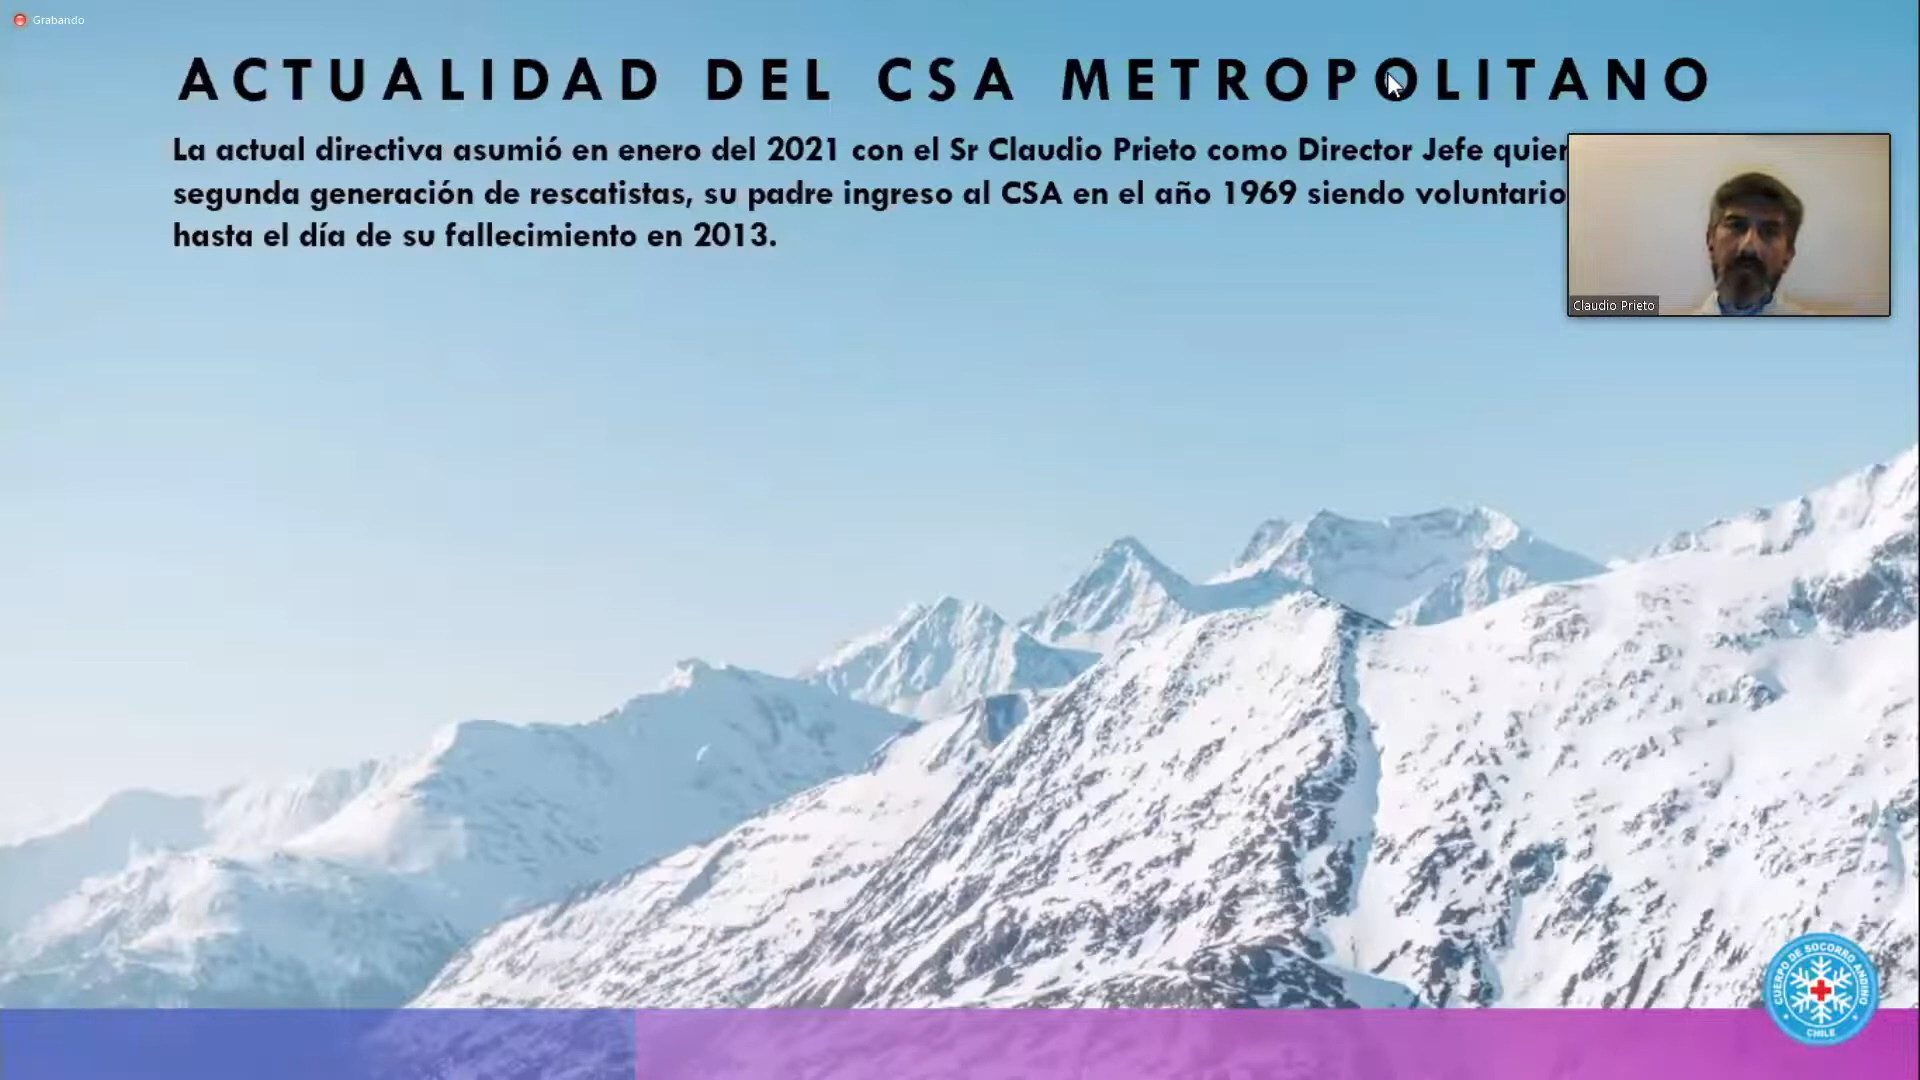 Grabando
ACTUALIDAD DEL CSA METROPOLITANO
La actual directiva asumió en enero del 2021 con el Sr Claudio Prieto como Director Jefe
segunda generación de rescatistas, su padre ingreso al CSA en el año 1969 siendo voluntario
hasta el día de su fallecimiento en 2013.
Claudio Prieto
CUERPO DE SOCORRO ANDINO
CHILE